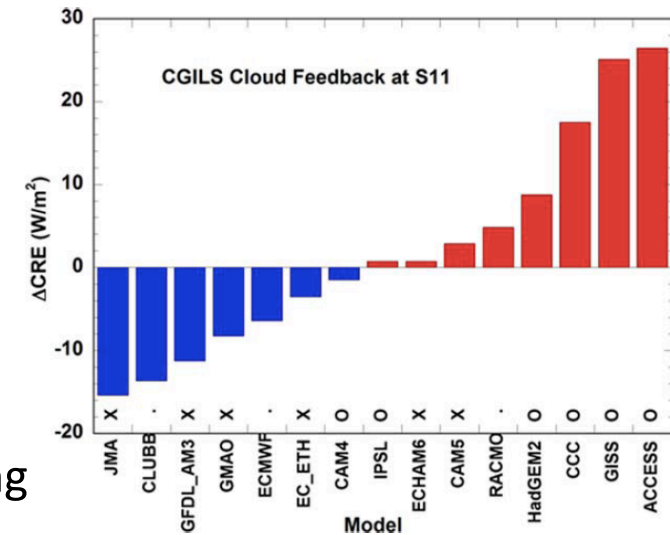 CGILS Cloud Feedback at S11
ΔCRE (W/m²)
30
20
10
0
-10
-20
X · X X · X O O X X · O O O O
JMA CLUBB GFDL_AM3 GMAO ECMWF EC_ETH CAM4 IPSL ECHAM6 CAM5 RACMO HadGEM2 CCC GISS ACCESS
Model